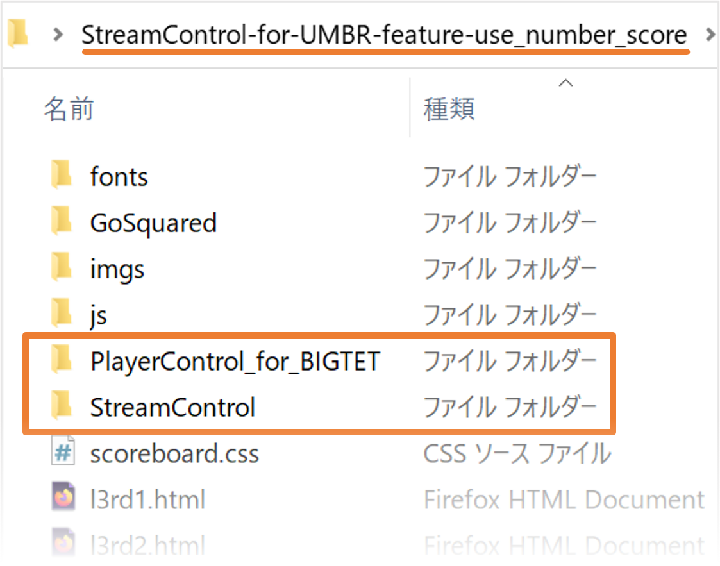 StreamControl-for-UMBR-feature-use_number_score
名前 種類
fonts ファイル フォルダー
GoSquared ファイル フォルダー
imgs ファイル フォルダー
js ファイル フォルダー
PlayerControl_for_BIGTET ファイル フォルダー
StreamControl ファイル フォルダー
scoreboard.css CSS ソース ファイル
l3rd1.html Firefox HTML Document
l3rd2.html Firefox HTML Document